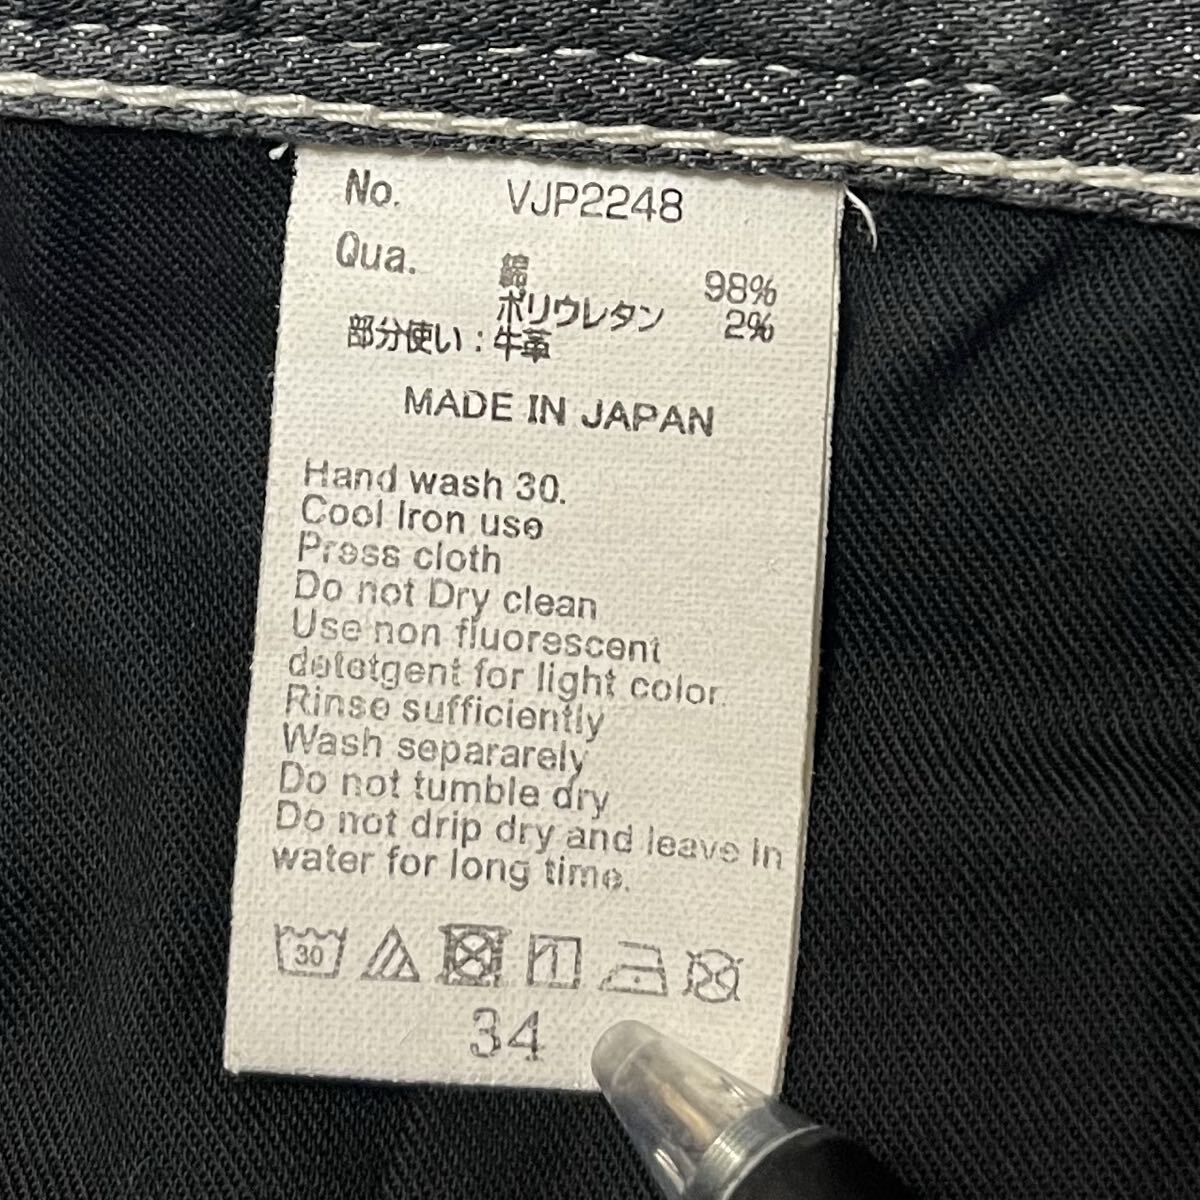 No. VJP2248
Qua. 綿 98%
ポリウレタン 2%
部分使い：牛革
MADE IN JAPAN
Hand wash 30.
Cool Iron use
Press cloth
Do not Dry clean
Use non fluorescent
detetgent for light color.
Rinse sufficiently
Wash separarely
Do not tumble dry
Do not drip dry and leave in
water for long time.
30
34